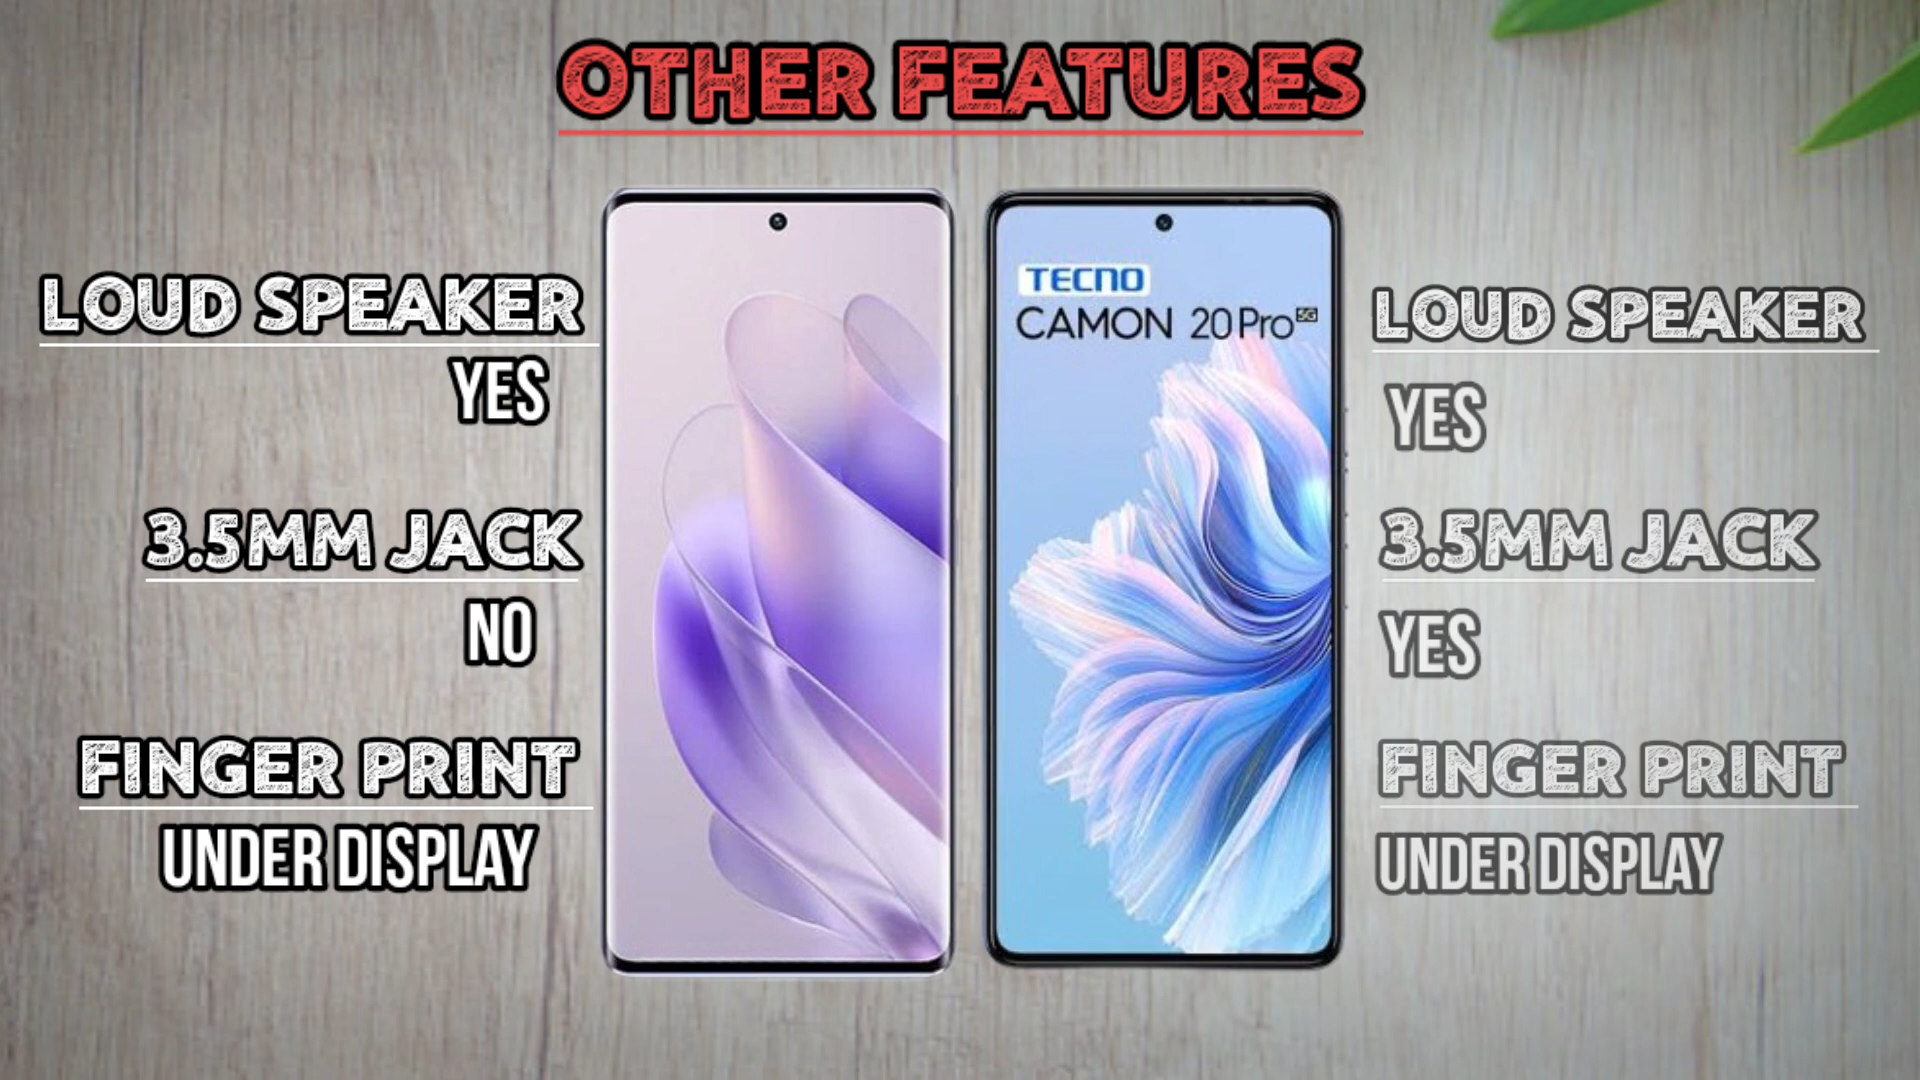 OTHER FEATURES
LOUD SPEAKER
YES
3.5MM JACK
NO
FINGER PRINT
UNDER DISPLAY
TECNO
CAMON 20 Pro 5G
LOUD SPEAKER
YES
3.5MM JACK
YES
FINGER PRINT
UNDER DISPLAY